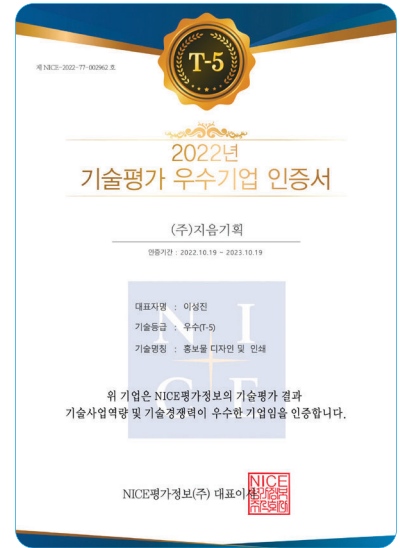 T-5
제 NICE-2022-77-002962 호
2022년
기술평가 우수기업 인증서
(주)지음기획
인증기간 : 2022.10.19 ~ 2023.10.19
대표자명 : 이성진
기술등급 : 우수(T-5)
기술명칭 : 홍보물 디자인 및 인쇄
NICE
위 기업은 NICE평가정보의 기술평가 결과
기술사업역량 및 기술경쟁력이 우수한 기업임을 인증합니다.
NICE평가정보(주) 대표이사
NICE